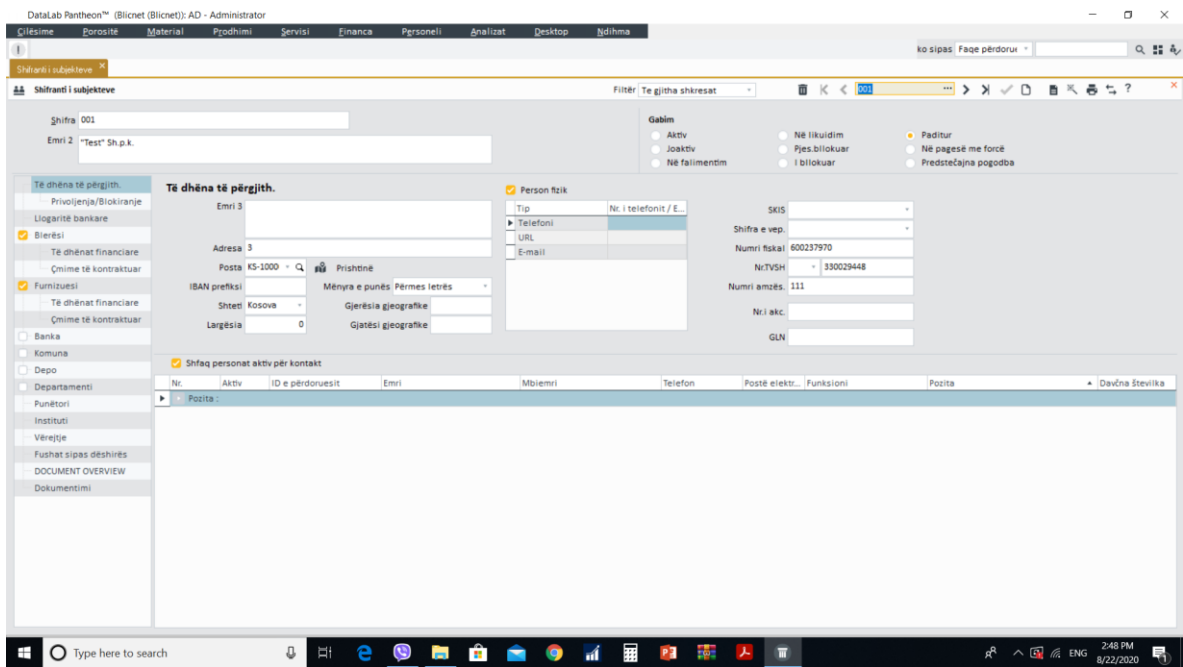 DataLab Pantheon™ (Blicnet (Blicnet)): AD - Administrator
Cilësime Porositë Material Prodhimi Servisi Financa Personeli Analizat Desktop Ndihma
ko sipas Faqe përdorue
Shifranti i subjekteve
Shifranti i subjekteve Filtër Te gjitha shkresat 001 ... ?
Shifra 001
Emri 2 "Test" Sh.p.k.
Gabim
Aktiv Në likuidim Paditur
Joaktiv Pjes.bllokuar Në pagesë me forcë
Në falimentim I bllokuar Predstečajna pogodba
Të dhëna të përgjith.
Privoljenja/Blokiranje
Llogaritë bankare
Blerësi
Të dhënat financiare
Çmime të kontraktuar
Furnizuesi
Të dhënat financiare
Çmime të kontraktuar
Banka
Komuna
Depo
Departamenti
Punëtori
Instituti
Vërejtje
Fushat sipas dëshirës
DOCUMENT OVERVIEW
Dokumentimi
Të dhëna të përgjith.
Emri 3
Adresa 3
Posta KS-1000 Prishtinë
IBAN prefiksi Mënyra e punës Përmes letrës
Shteti Kosova Gjerësia gjeografike
Largësia 0 Gjatësi gjeografike
Person fizik
Tip Nr. i telefonit / E...
Telefoni
URL
E-mail
SKIS
Shifra e vep.
Numri fiskal 600237970
Nr.TVSH 330029448
Numri amzës. 111
Nr.i akc.
GLN
Shfaq personat aktiv për kontakt
Nr. Aktiv ID e përdoruesit Emri Mbiemri Telefon Postë elektr... Funksioni Pozita Davčna številka
Pozita :
Type here to search
ENG
2:48 PM
8/22/2020